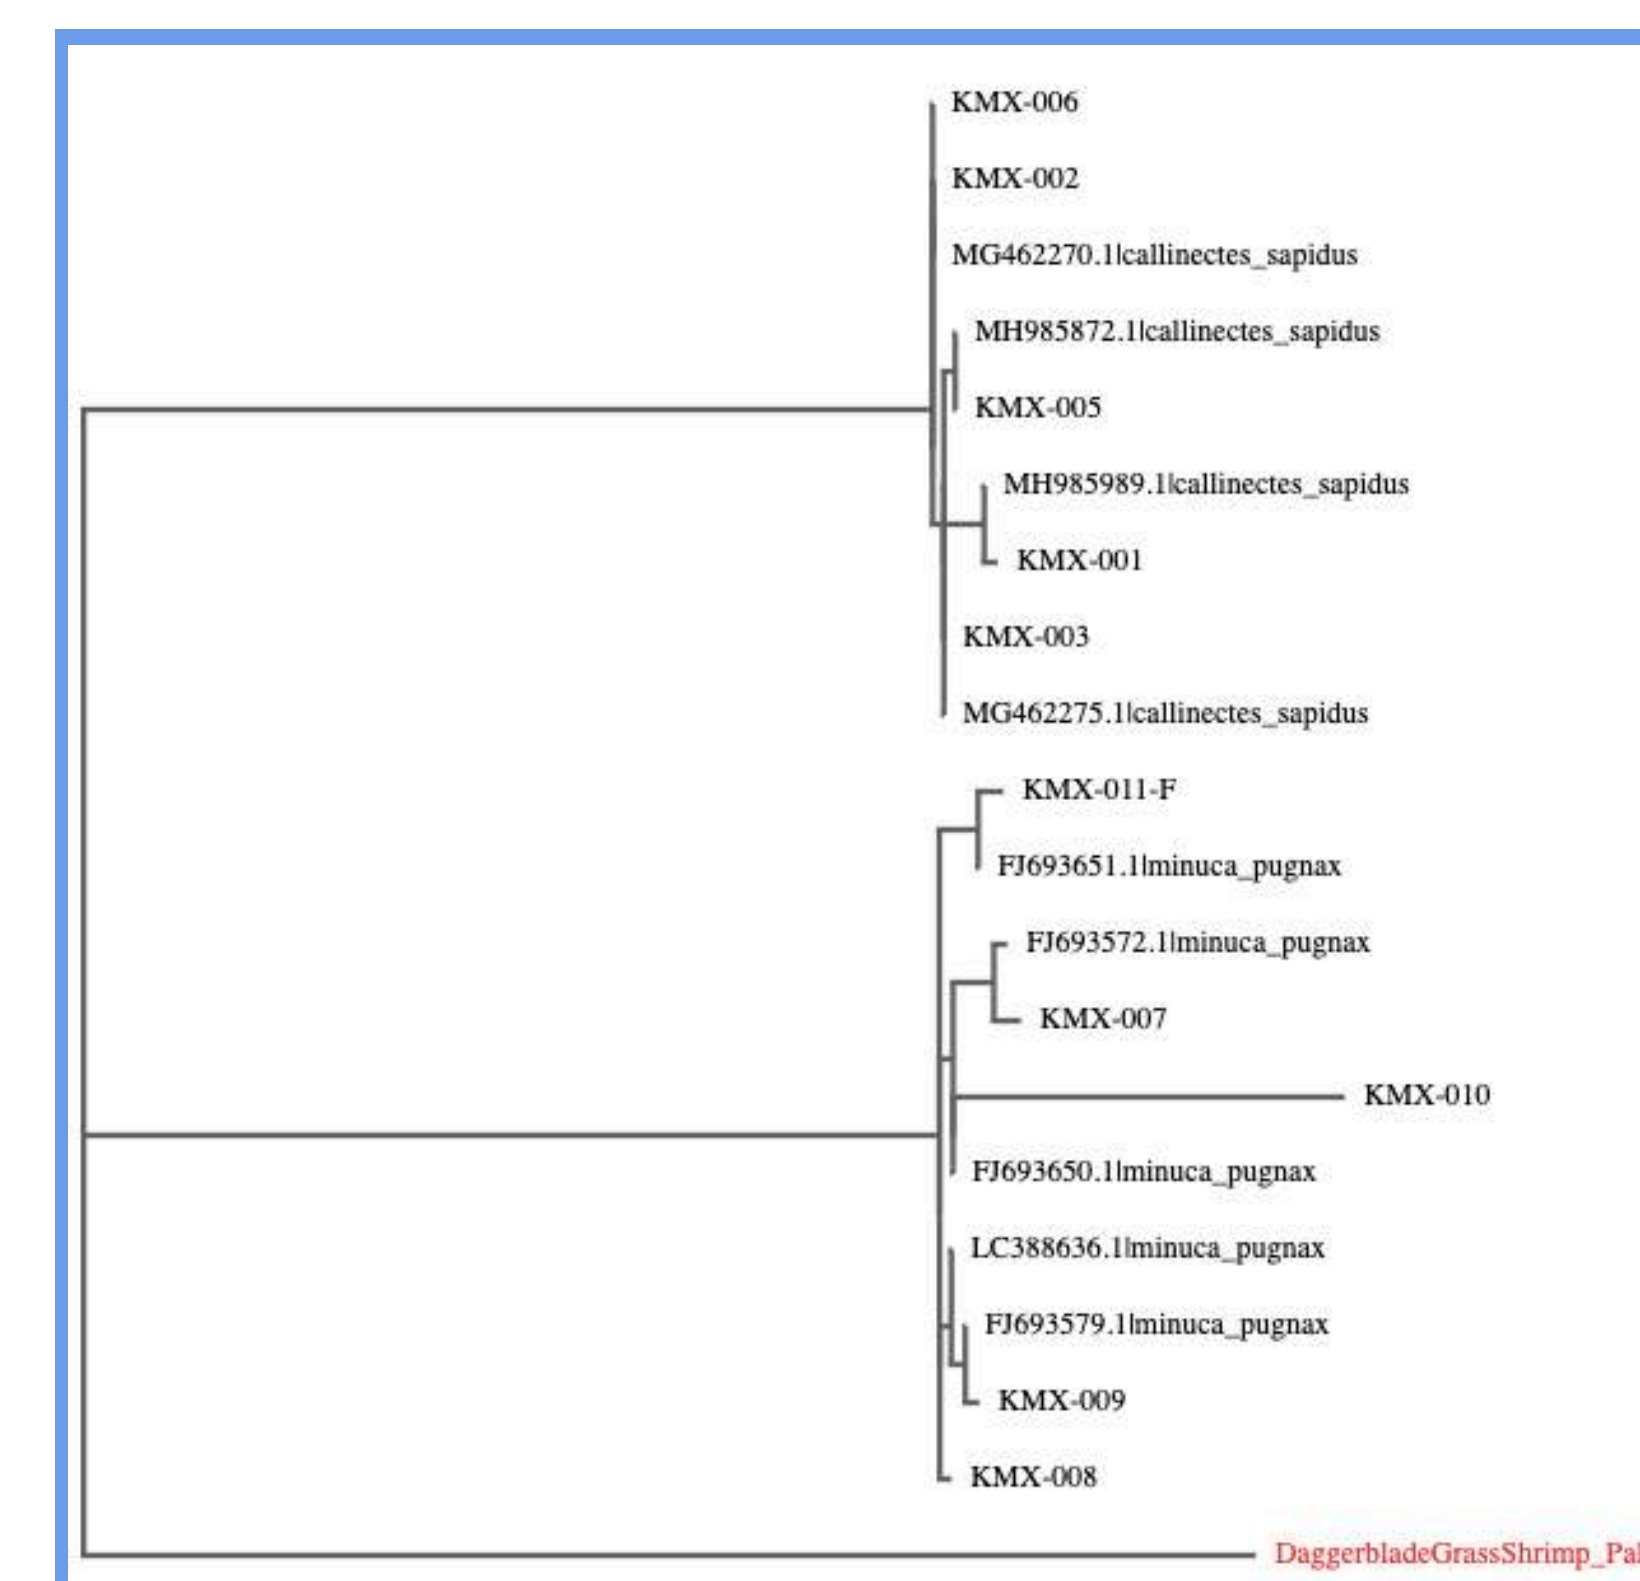 KMX-006
KMX-002
MG462270.1|callinectes_sapidus
MH985872.1|callinectes_sapidus
KMX-005
MH985989.1|callinectes_sapidus
KMX-001
KMX-003
MG462275.1|callinectes_sapidus
KMX-011-F
FJ693651.1|minuca_pugnax
FJ693572.1|minuca_pugnax
KMX-007
KMX-010
FJ693650.1|minuca_pugnax
LC388636.1|minuca_pugnax
FJ693579.1|minuca_pugnax
KMX-009
KMX-008
DaggerbladeGrassShrimp_Pal